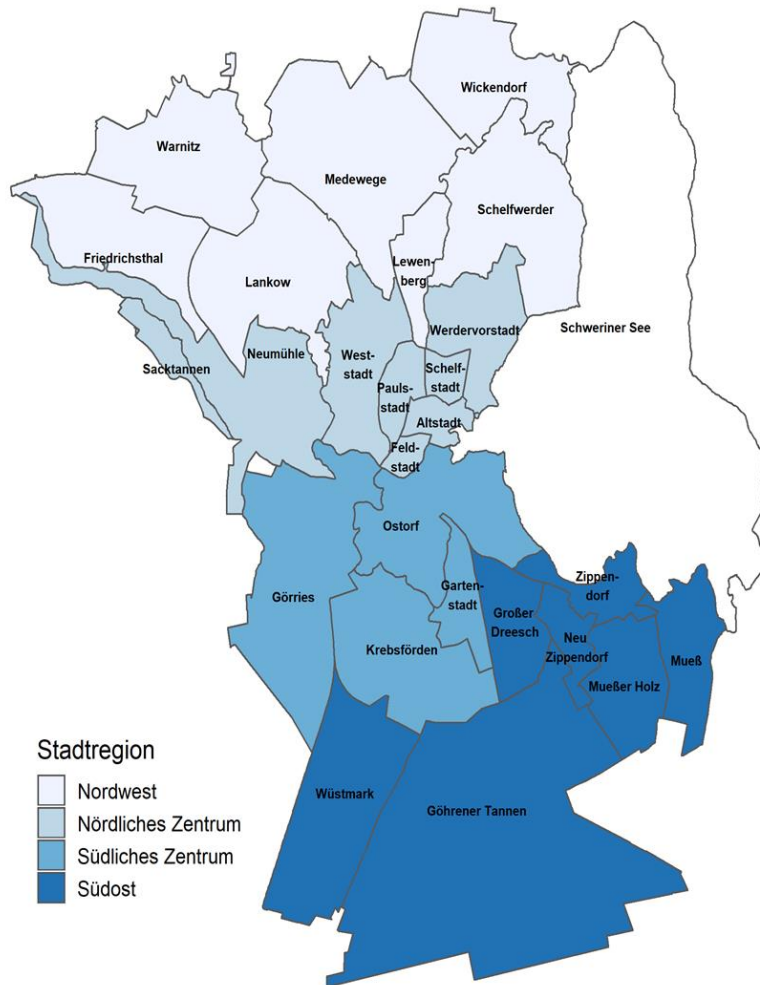 Wickendorf
Warnitz
Medewege
Schelfwerder
Friedrichsthal
Lewen-
berg
Lankow
Schweriner See
Werdervorstadt
Neumühle
West-
stadt
Sacktannen
Schelf-
stadt
Pauls-
stadt
Altstadt
Feld-
stadt
Ostorf
Görries
Garten-
stadt
Zippen-
dorf
Großer
Dreesch
Neu
Zippendorf
Krebsförden
Mueß
Mueßer Holz
Wüstmark
Göhrener Tannen
Stadtregion
Nordwest
Nördliches Zentrum
Südliches Zentrum
Südost